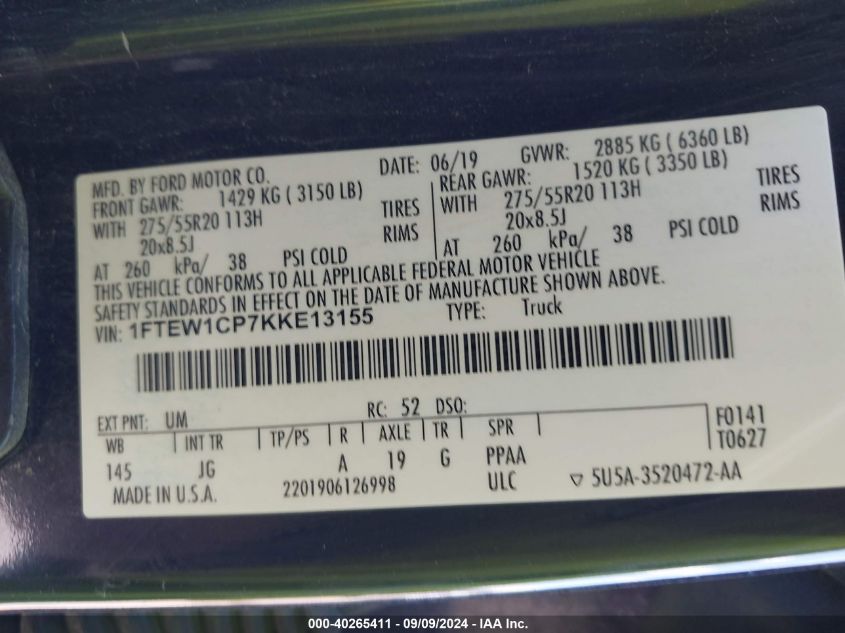 MFD. BY FORD MOTOR CO. DATE: 06/19 GVWR: 2885 KG ( 6360 LB)
FRONT GAWR: 1429 KG ( 3150 LB) REAR GAWR: 1520 KG ( 3350 LB)
WITH 275/55R20 113H TIRES WITH 275/55R20 113H TIRES
20x8.5J RIMS 20x8.5J RIMS
AT 260 kPa/ 38 PSI COLD AT 260 kPa/ 38 PSI COLD
THIS VEHICLE CONFORMS TO ALL APPLICABLE FEDERAL MOTOR VEHICLE
SAFETY STANDARDS IN EFFECT ON THE DATE OF MANUFACTURE SHOWN ABOVE.
VIN: 1FTEW1CP7KKE13155 TYPE: Truck
EXT PNT: UM RC: 52 DSO: F0141
WB INT TR TP/PS R AXLE TR SPR T0627
145 JG A 19 G PPAA
MADE IN U.S.A. 2201906126998 ULC ▽ 5U5A-3520472-AA
000-40265411 - 09/09/2024 - IAA Inc.